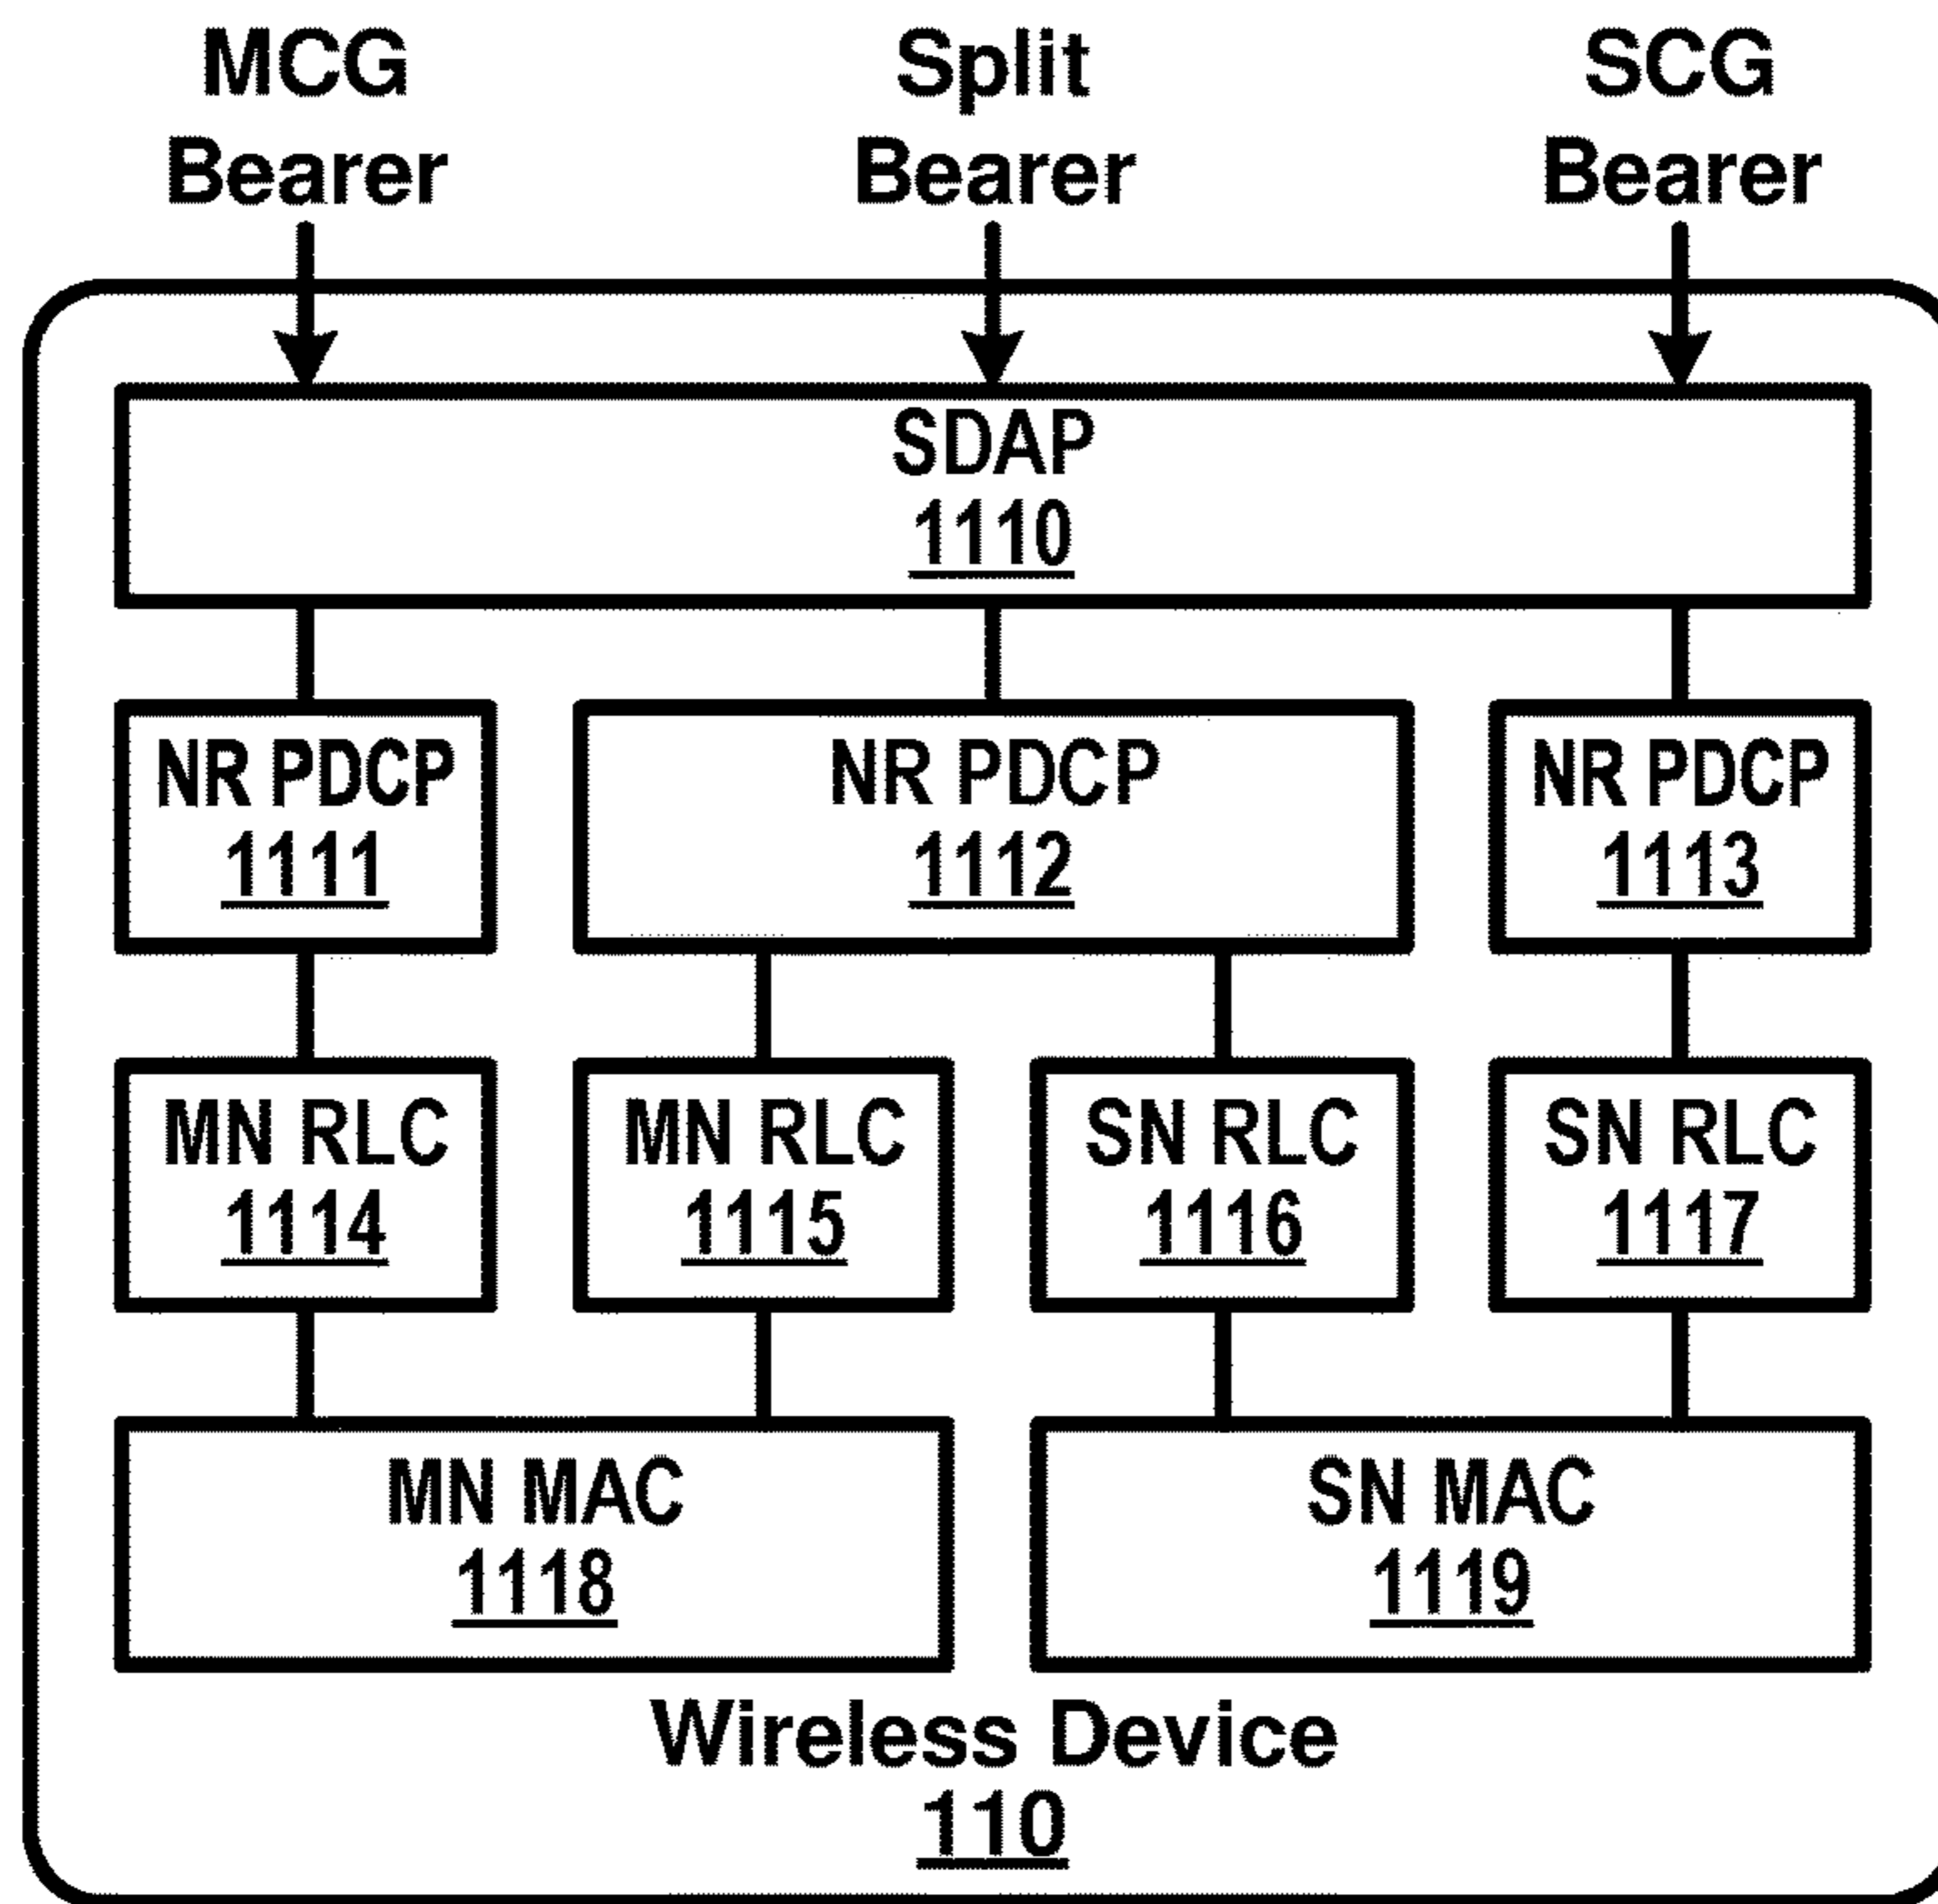 MCG
Bearer
Split
Bearer
SCG
Bearer
SDAP
1110
NR PDCP
1111
NR PDCP
1112
NR PDCP
1113
MN RLC
1114
MN RLC
1115
SN RLC
1116
SN RLC
1117
MN MAC
1118
SN MAC
1119
Wireless Device
110